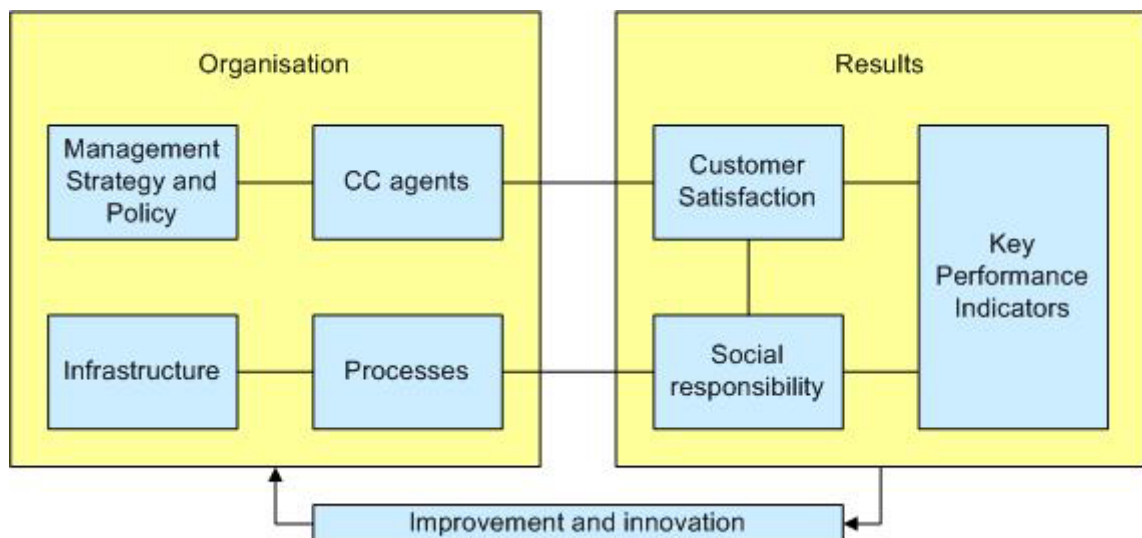 Organisation
Results
Management
Strategy and
Policy
CC agents
Customer
Satisfaction
Key
Performance
Indicators
Infrastructure
Processes
Social
responsibility
Improvement and innovation